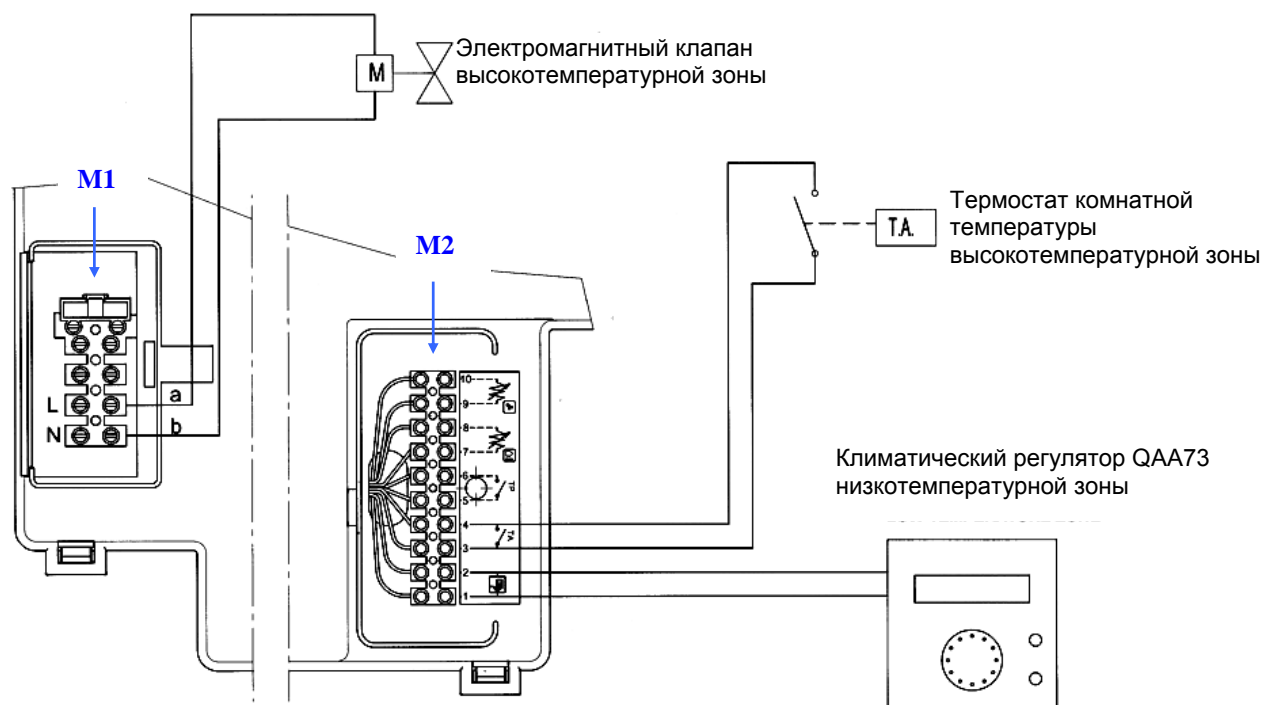 Электромагнитный клапан
высокотемпературной зоны
M
M1
Термостат комнатной
температуры
высокотемпературной зоны
T.A.
M2
a
L
b
N
10
9
8
7
6
5
4
3
2
1
Климатический регулятор QAA73
низкотемпературной зоны